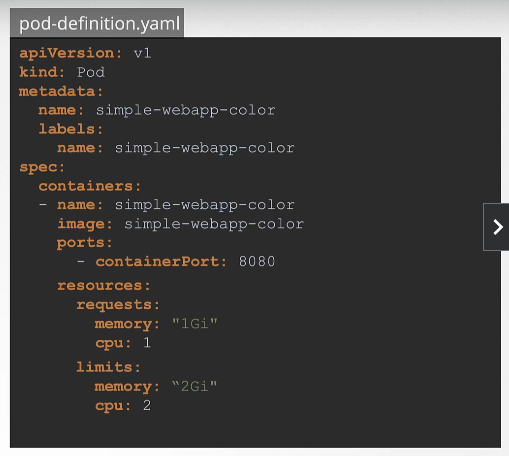 pod-definition.yaml
apiVersion: v1
kind: Pod
metadata:
  name: simple-webapp-color
  labels:
    name: simple-webapp-color
spec:
  containers:
  - name: simple-webapp-color
    image: simple-webapp-color
    ports:
      - containerPort: 8080
    resources:
      requests:
        memory: "1Gi"
        cpu: 1
      limits:
        memory: “2Gi"
        cpu: 2